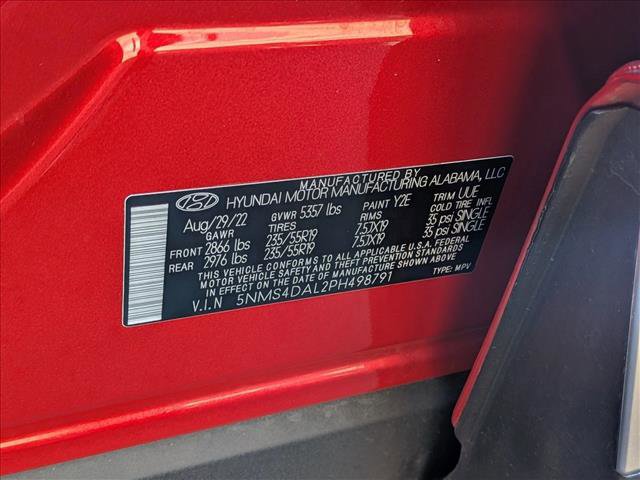 MANUFACTURED BY
HYUNDAI MOTOR MANUFACTURING ALABAMA, LLC
Aug/29/22 GVWR 5357 lbs PAINT Y2E TRIM UUE
GAWR TIRES RIMS COLD TIRE INFL
FRONT 2866 lbs 235/55R19 7.5JX19 35 psi SINGLE
REAR 2976 lbs 235/55R19 7.5JX19 35 psi SINGLE
THIS VEHICLE CONFORMS TO ALL APPLICABLE U.S.A. FEDERAL
MOTOR VEHICLE SAFETY AND THEFT PREVENTION STANDARDS
IN EFFECT ON THE DATE OF MANUFACTURE SHOWN ABOVE.
V.I.N 5NMS4DAL2PH498791 TYPE: MPV